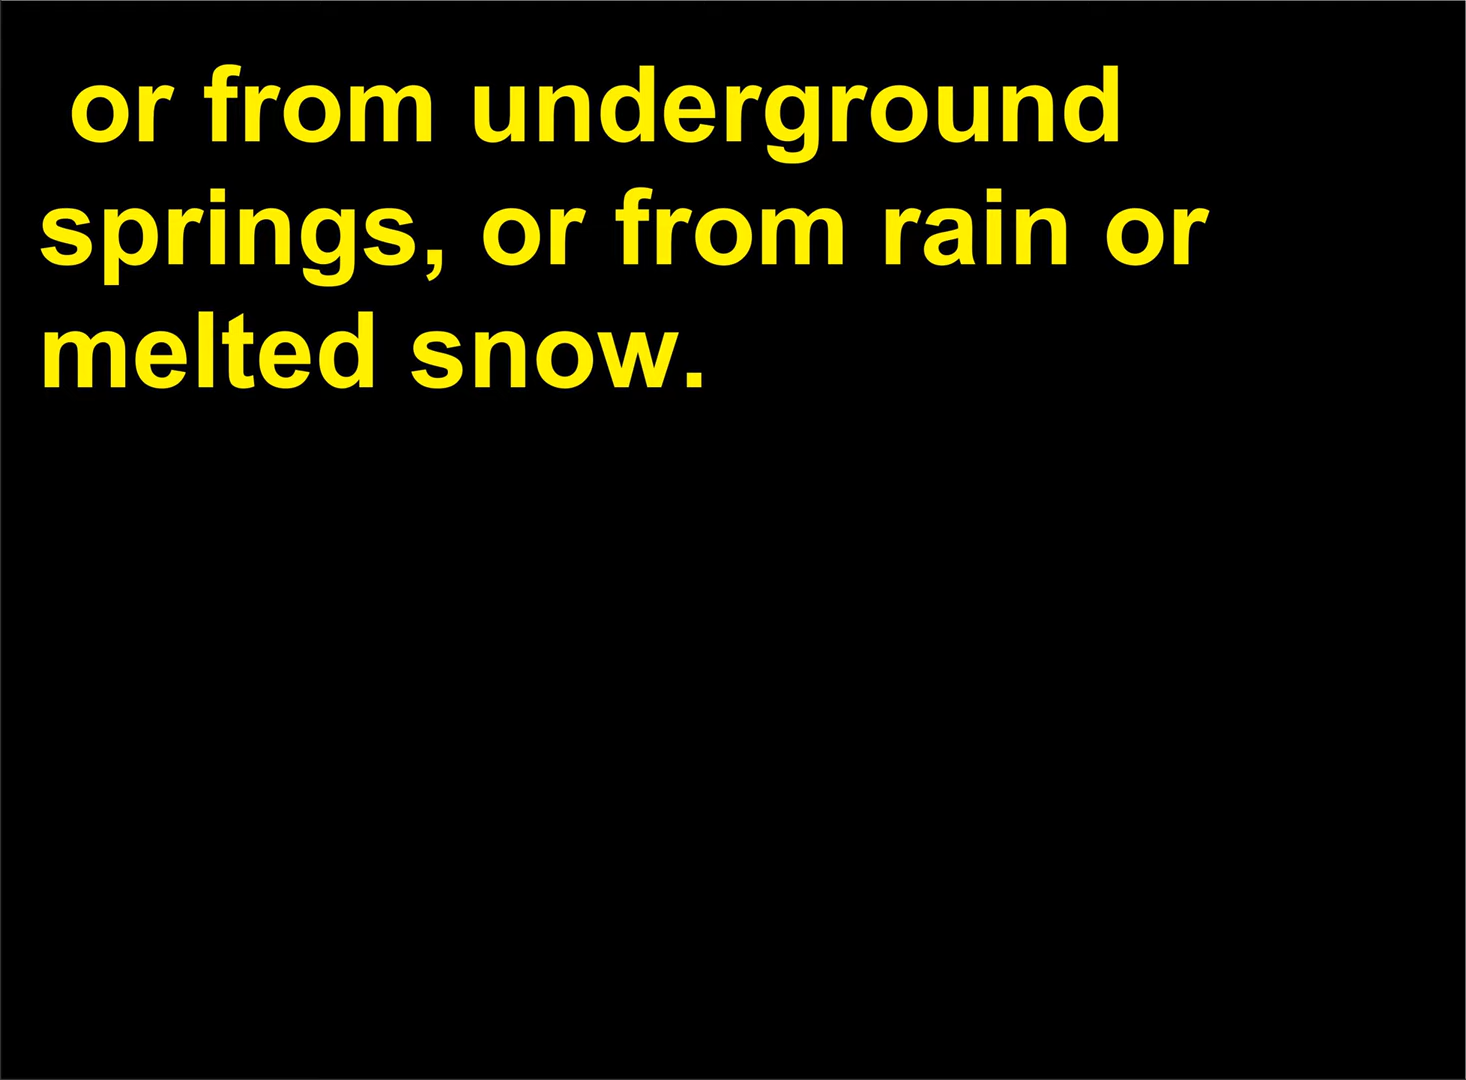 or from underground
springs, or from rain or
melted snow.